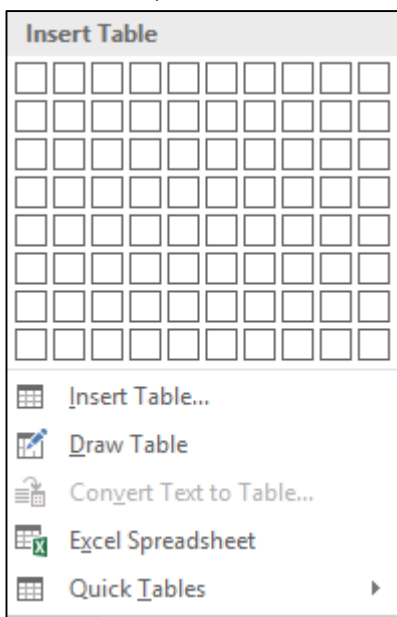 Insert Table
Insert Table...
Draw Table
Convert Text to Table...
Excel Spreadsheet
Quick Tables